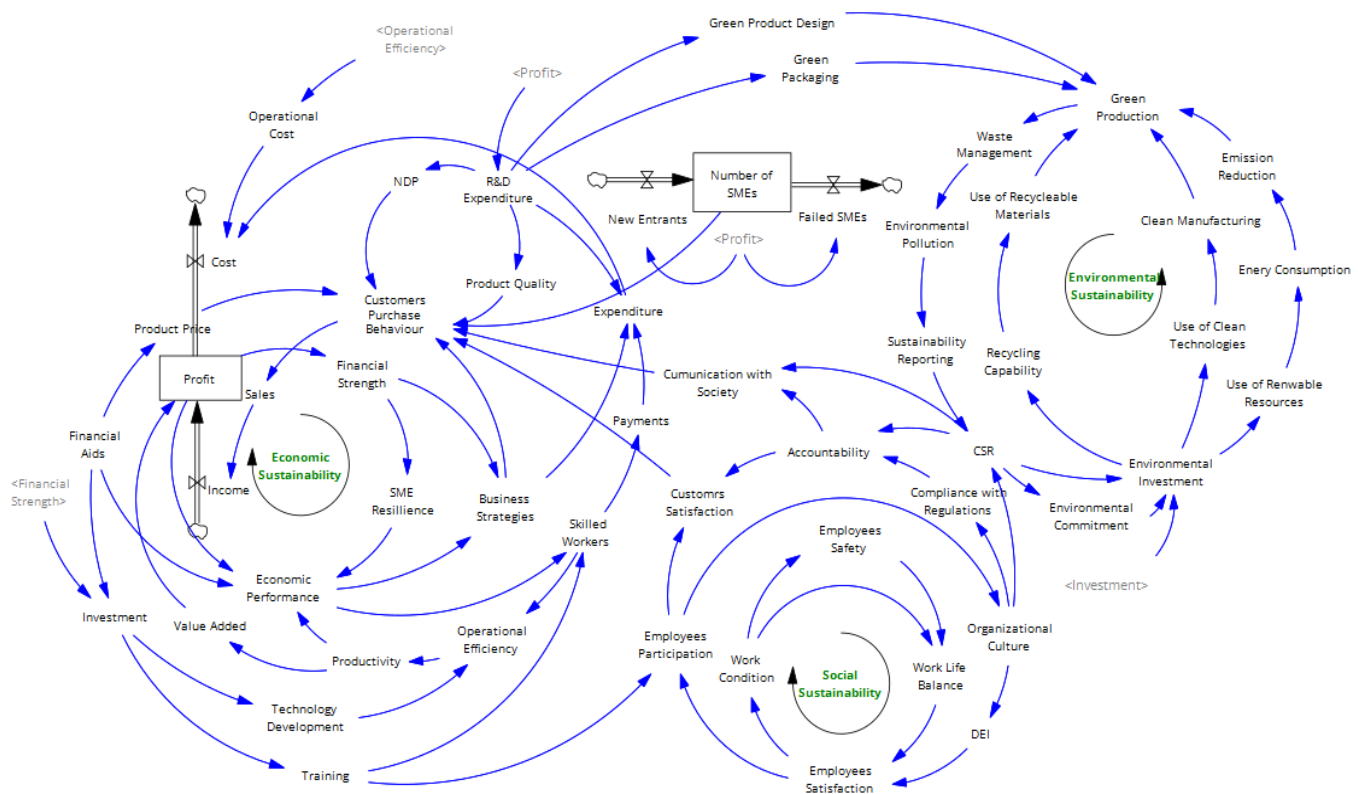 Green Product Design
<Operational
Efficiency>
Green
Packaging
<Profit>
Green
Production
Operational
Cost
Waste
Management
Emission
Reduction
NDP
R&D
Expenditure
Number of
SMEs
Use of Recycleable
Materials
New Entrants
Failed SMEs
Clean Manufacturing
Environmental
Pollution
<Profit>
Cost
Enery Consumption
Environmental
Sustainability
Product Quality
Customers
Purchase
Behaviour
Expenditure
Product Price
Use of Clean
Technologies
Sustainability
Reporting
Recycling
Capability
Financial
Strength
Profit
Cumunication with
Society
Use of Renwable
Resources
Sales
Payments
Financial
Aids
Accountability
CSR
Economic
Sustainability
Environmental
Investment
<Financial
Strength>
Income
SME
Resillience
Business
Strategies
Customrs
Satisfaction
Compliance with
Regulations
Environmental
Commitment
Skilled
Workers
Employees
Safety
<Investment>
Economic
Performance
Investment
Value Added
Operational
Efficiency
Employees
Participation
Organizational
Culture
Productivity
Work
Condition
Social
Sustainability
Work Life
Balance
Technology
Development
DEI
Training
Employees
Satisfaction